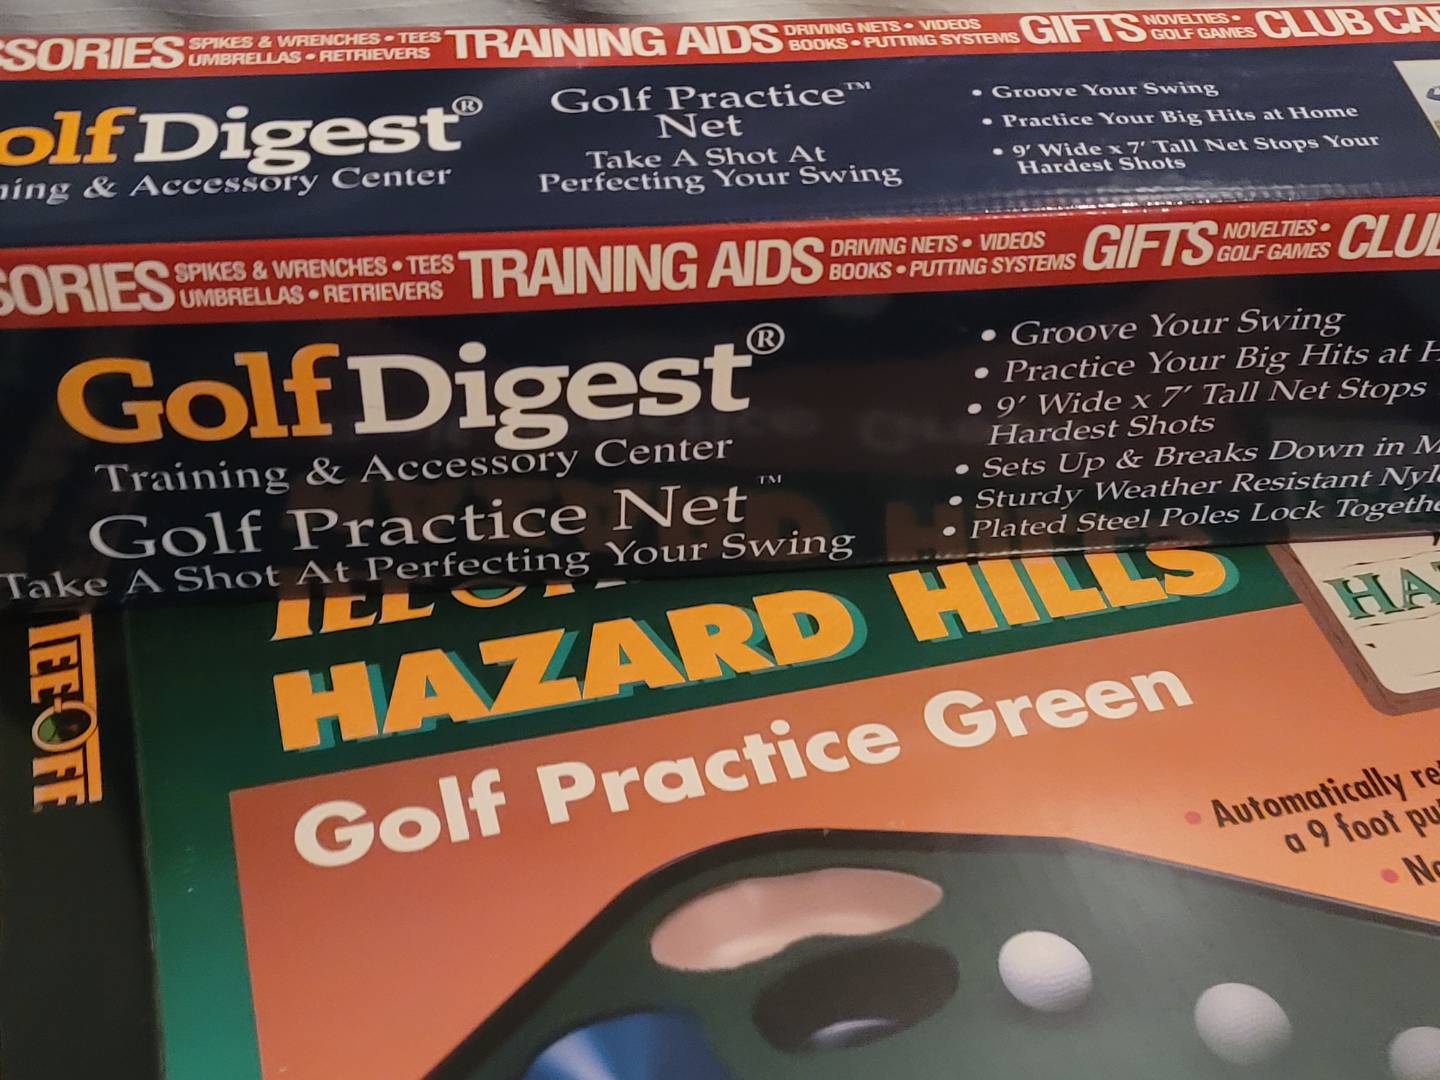 SPIKES & WRENCHES • TEES TRAINING AIDS DRIVING NETS • VIDEOS GIFTS NOVELTIES •
UMBRELLAS • RETRIEVERS BOOKS • PUTTING SYSTEMS GOLF GAMES CLUB
olf Digest®
& Accessory Center
Golf Practice™
Net
Take A Shot At
Perfecting Your Swing
• Groove Your Swing
• Practice Your Big Hits at Home
• 9' Wide x 7' Tall Net Stops Your
Hardest Shots
SORIES SPIKES & WRENCHES • TEES TRAINING AIDS DRIVING NETS • VIDEOS GIFTS NOVELTIES •
UMBRELLAS • RETRIEVERS BOOKS • PUTTING SYSTEMS GOLF GAMES
Golf Digest®
Training & Accessory Center
Golf Practice Net™
Take A Shot At Perfecting Your Swing
• Groove Your Swing
• Practice Your Big Hits at
• 9' Wide x 7' Tall Net Stops
Hardest Shots
• Sets Up & Breaks Down in
• Sturdy Weather Resistant
• Plated Steel Poles Lock
TEE-OFF
HAZARD HILLS
Golf Practice Green
• Automatically
a 9 foot
•